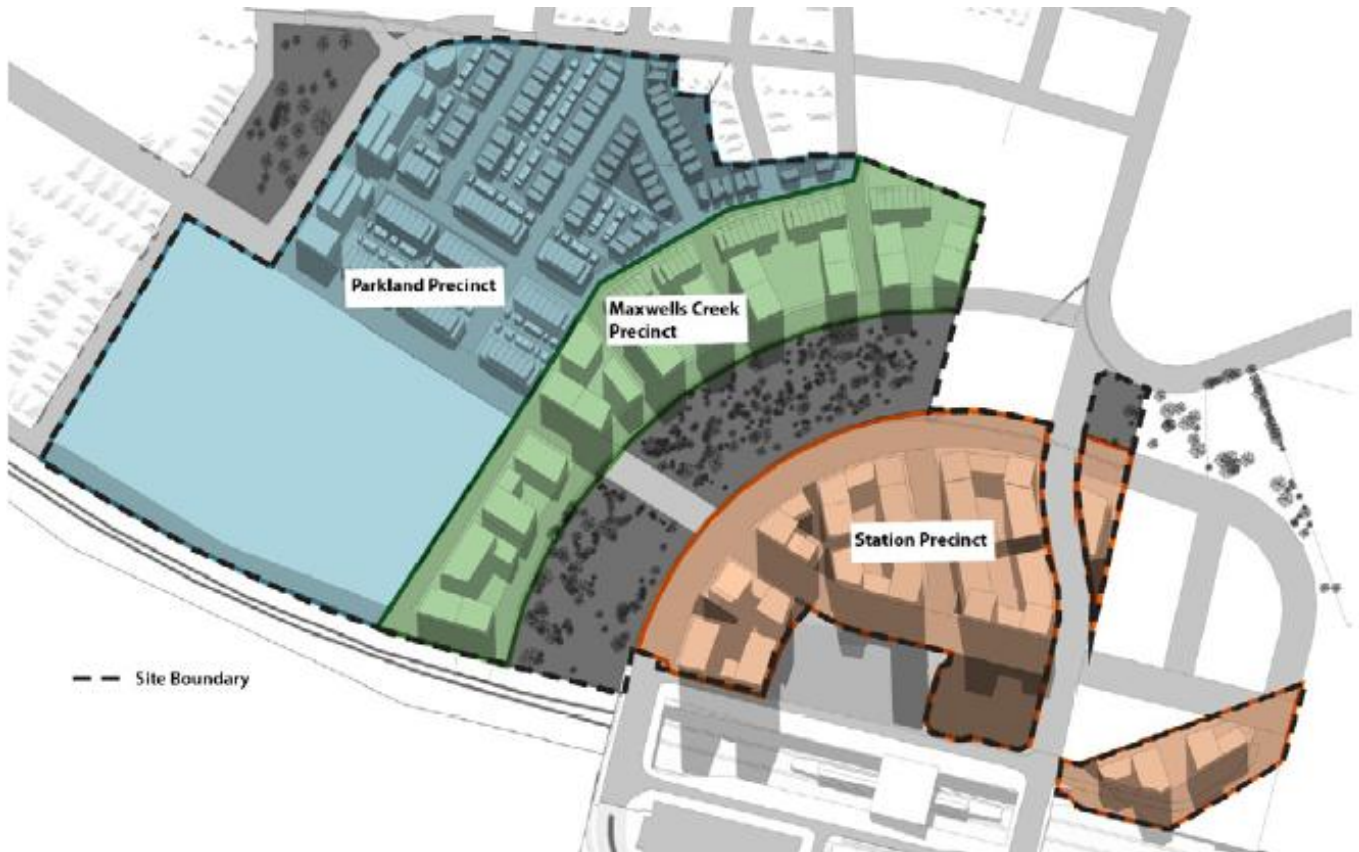 Parkland Precinct
Maxwells Creek
Precinct
Station Precinct
Site Boundary